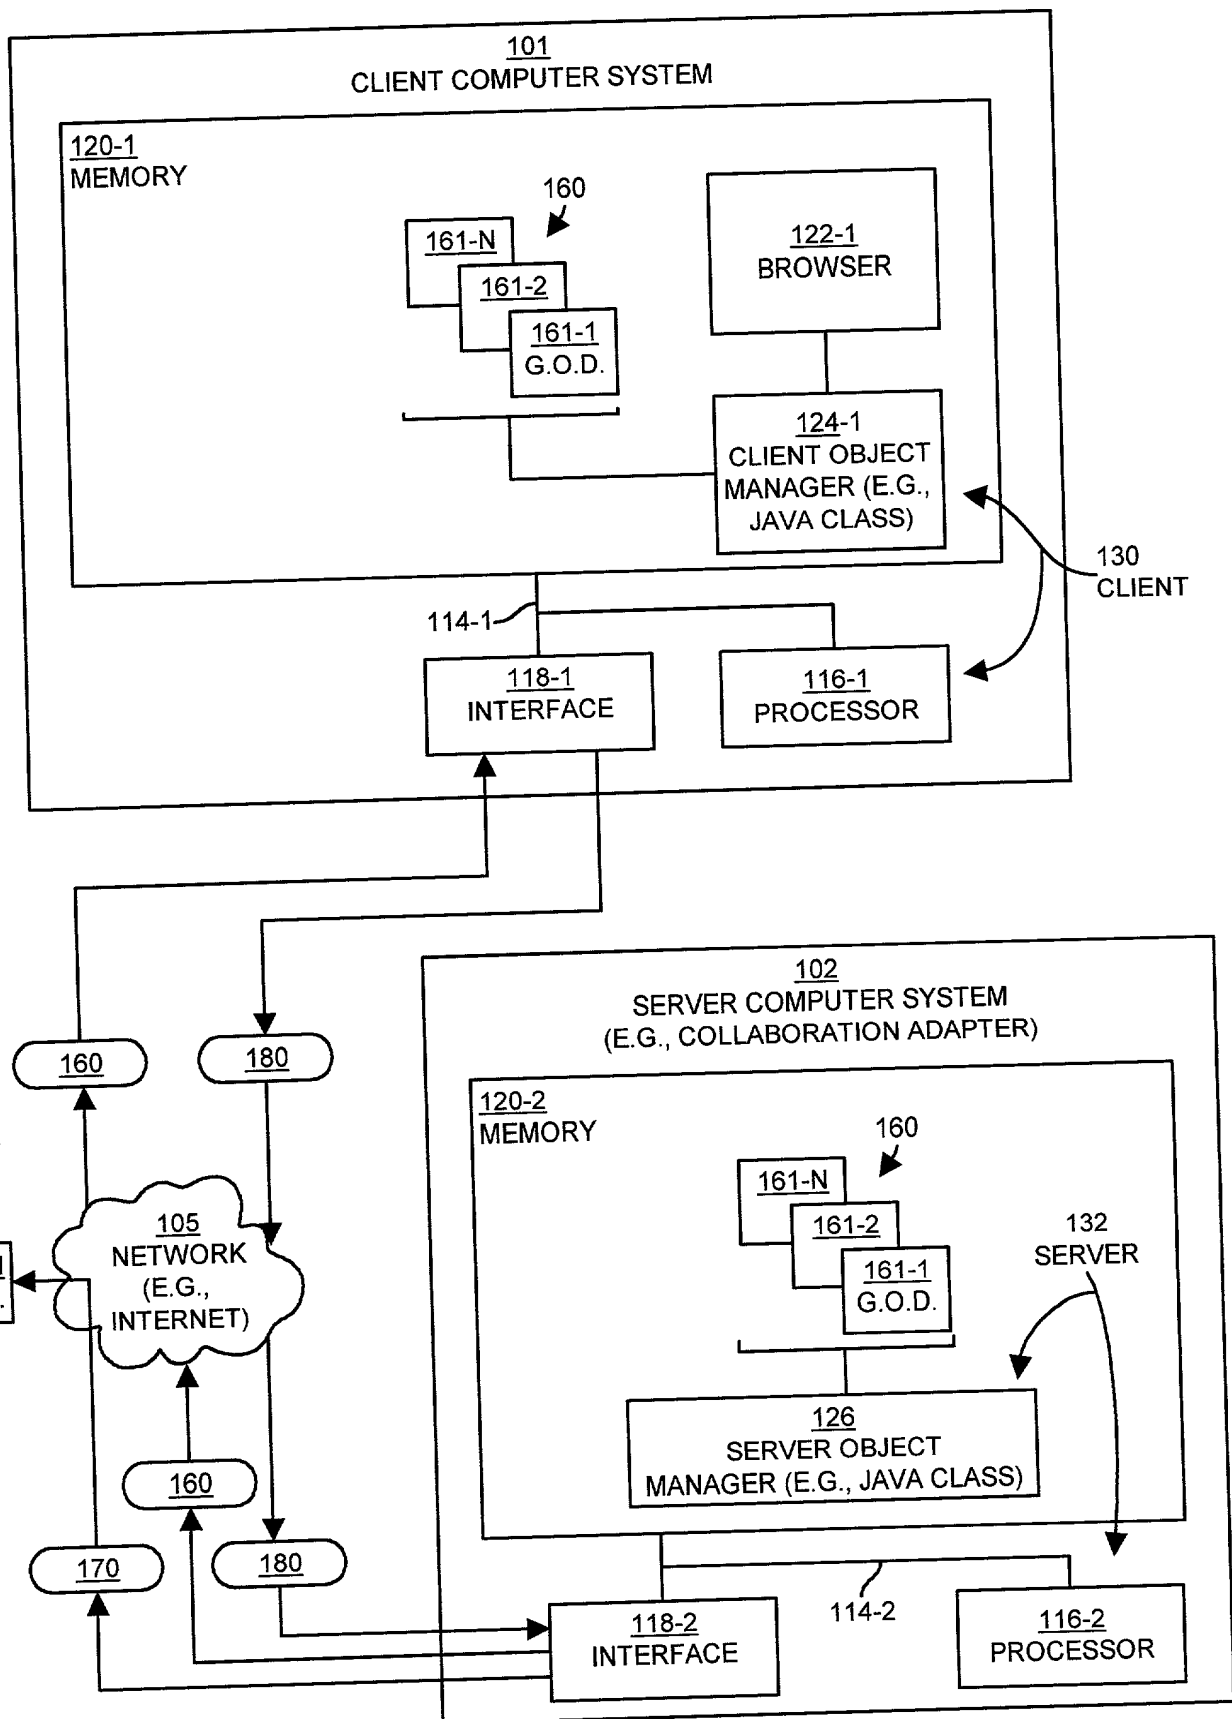 101
CLIENT COMPUTER SYSTEM
120-1
MEMORY
160
161-N
161-2
161-1
G.O.D.
122-1
BROWSER
124-1
CLIENT OBJECT
MANAGER (E.G.,
JAVA CLASS)
130
CLIENT
114-1
118-1
INTERFACE
116-1
PROCESSOR
160
180
102
SERVER COMPUTER SYSTEM
(E.G., COLLABORATION ADAPTER)
120-2
MEMORY
160
161-N
161-2
161-1
G.O.D.
132
SERVER
105
NETWORK
(E.G.,
INTERNET)
126
SERVER OBJECT
MANAGER (E.G., JAVA CLASS)
160
170
180
114-2
118-2
INTERFACE
116-2
PROCESSOR